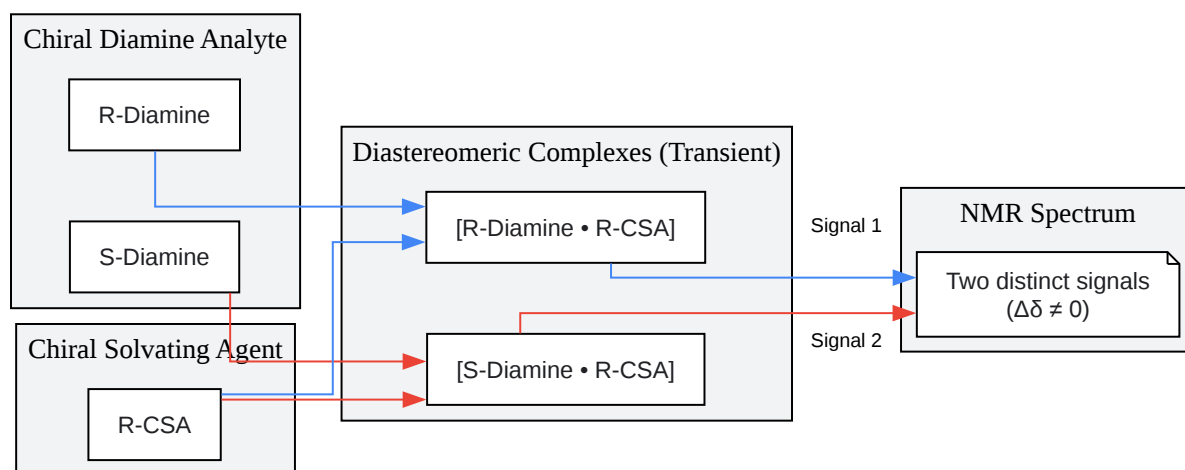 Chiral Diamine Analyte
R-Diamine
S-Diamine
Chiral Solvating Agent
R-CSA
Diastereomeric Complexes (Transient)
[R-Diamine • R-CSA]
[S-Diamine • R-CSA]
Signal 1
Signal 2
NMR Spectrum
Two distinct signals
(Δδ ≠ 0)